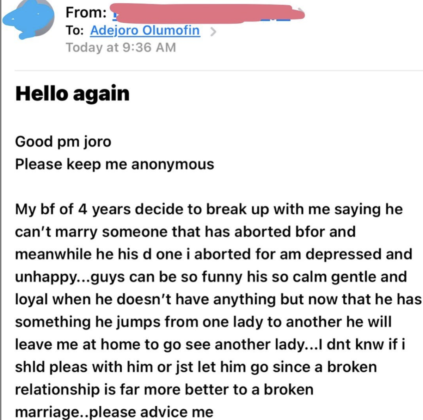 From:
To: Adejoro Olumofin >
Today at 9:36 AM
Hello again
Good pm joro
Please keep me anonymous
My bf of 4 years decide to break up with me saying he
can't marry someone that has aborted bfor and
meanwhile he his d one i aborted for am depressed and
unhappy...guys can be so funny his so calm gentle and
loyal when he doesn't have anything but now that he has
something he jumps from one lady to another he will
leave me at home to go see another lady...I dnt knw if i
shld pleas with him or jst let him go since a broken
relationship is far more better to a broken
marriage..please advice me